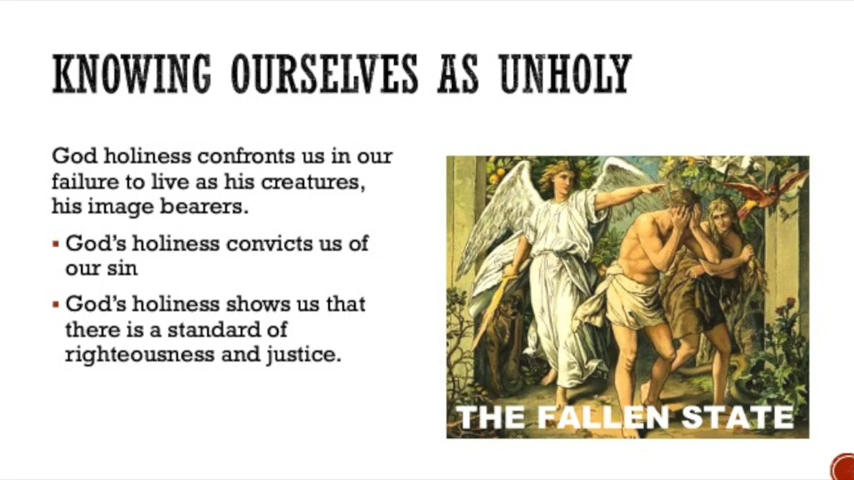 KNOWING OURSELVES AS UNHOLY
God holiness confronts us in our
failure to live as his creatures,
his image bearers.
▪ God's holiness convicts us of
our sin
▪ God's holiness shows us that
there is a standard of
righteousness and justice.
THE FALLEN STATE